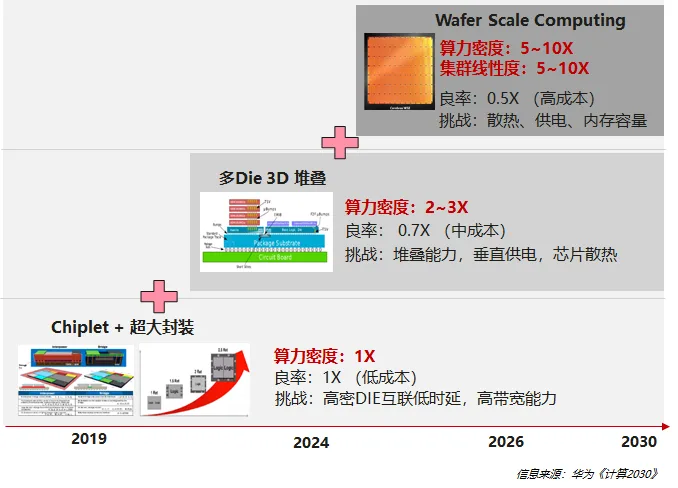 Wafer Scale Computing
算力密度：5~10X
集群线性度：5~10X
良率：0.5X （高成本）
挑战：散热、供电、内存容量
多Die 3D 堆叠
Package Substrate
Circuit Board
算力密度：2~3X
良率： 0.7X （中成本）
挑战：堆叠能力，垂直供电，芯片散热
Chiplet + 超大封装
算力密度：1X
良率：1X （低成本）
挑战：高密DIE互联低时延，高带宽能力
2019
2024
2026
2030
信息来源：华为《计算2030》